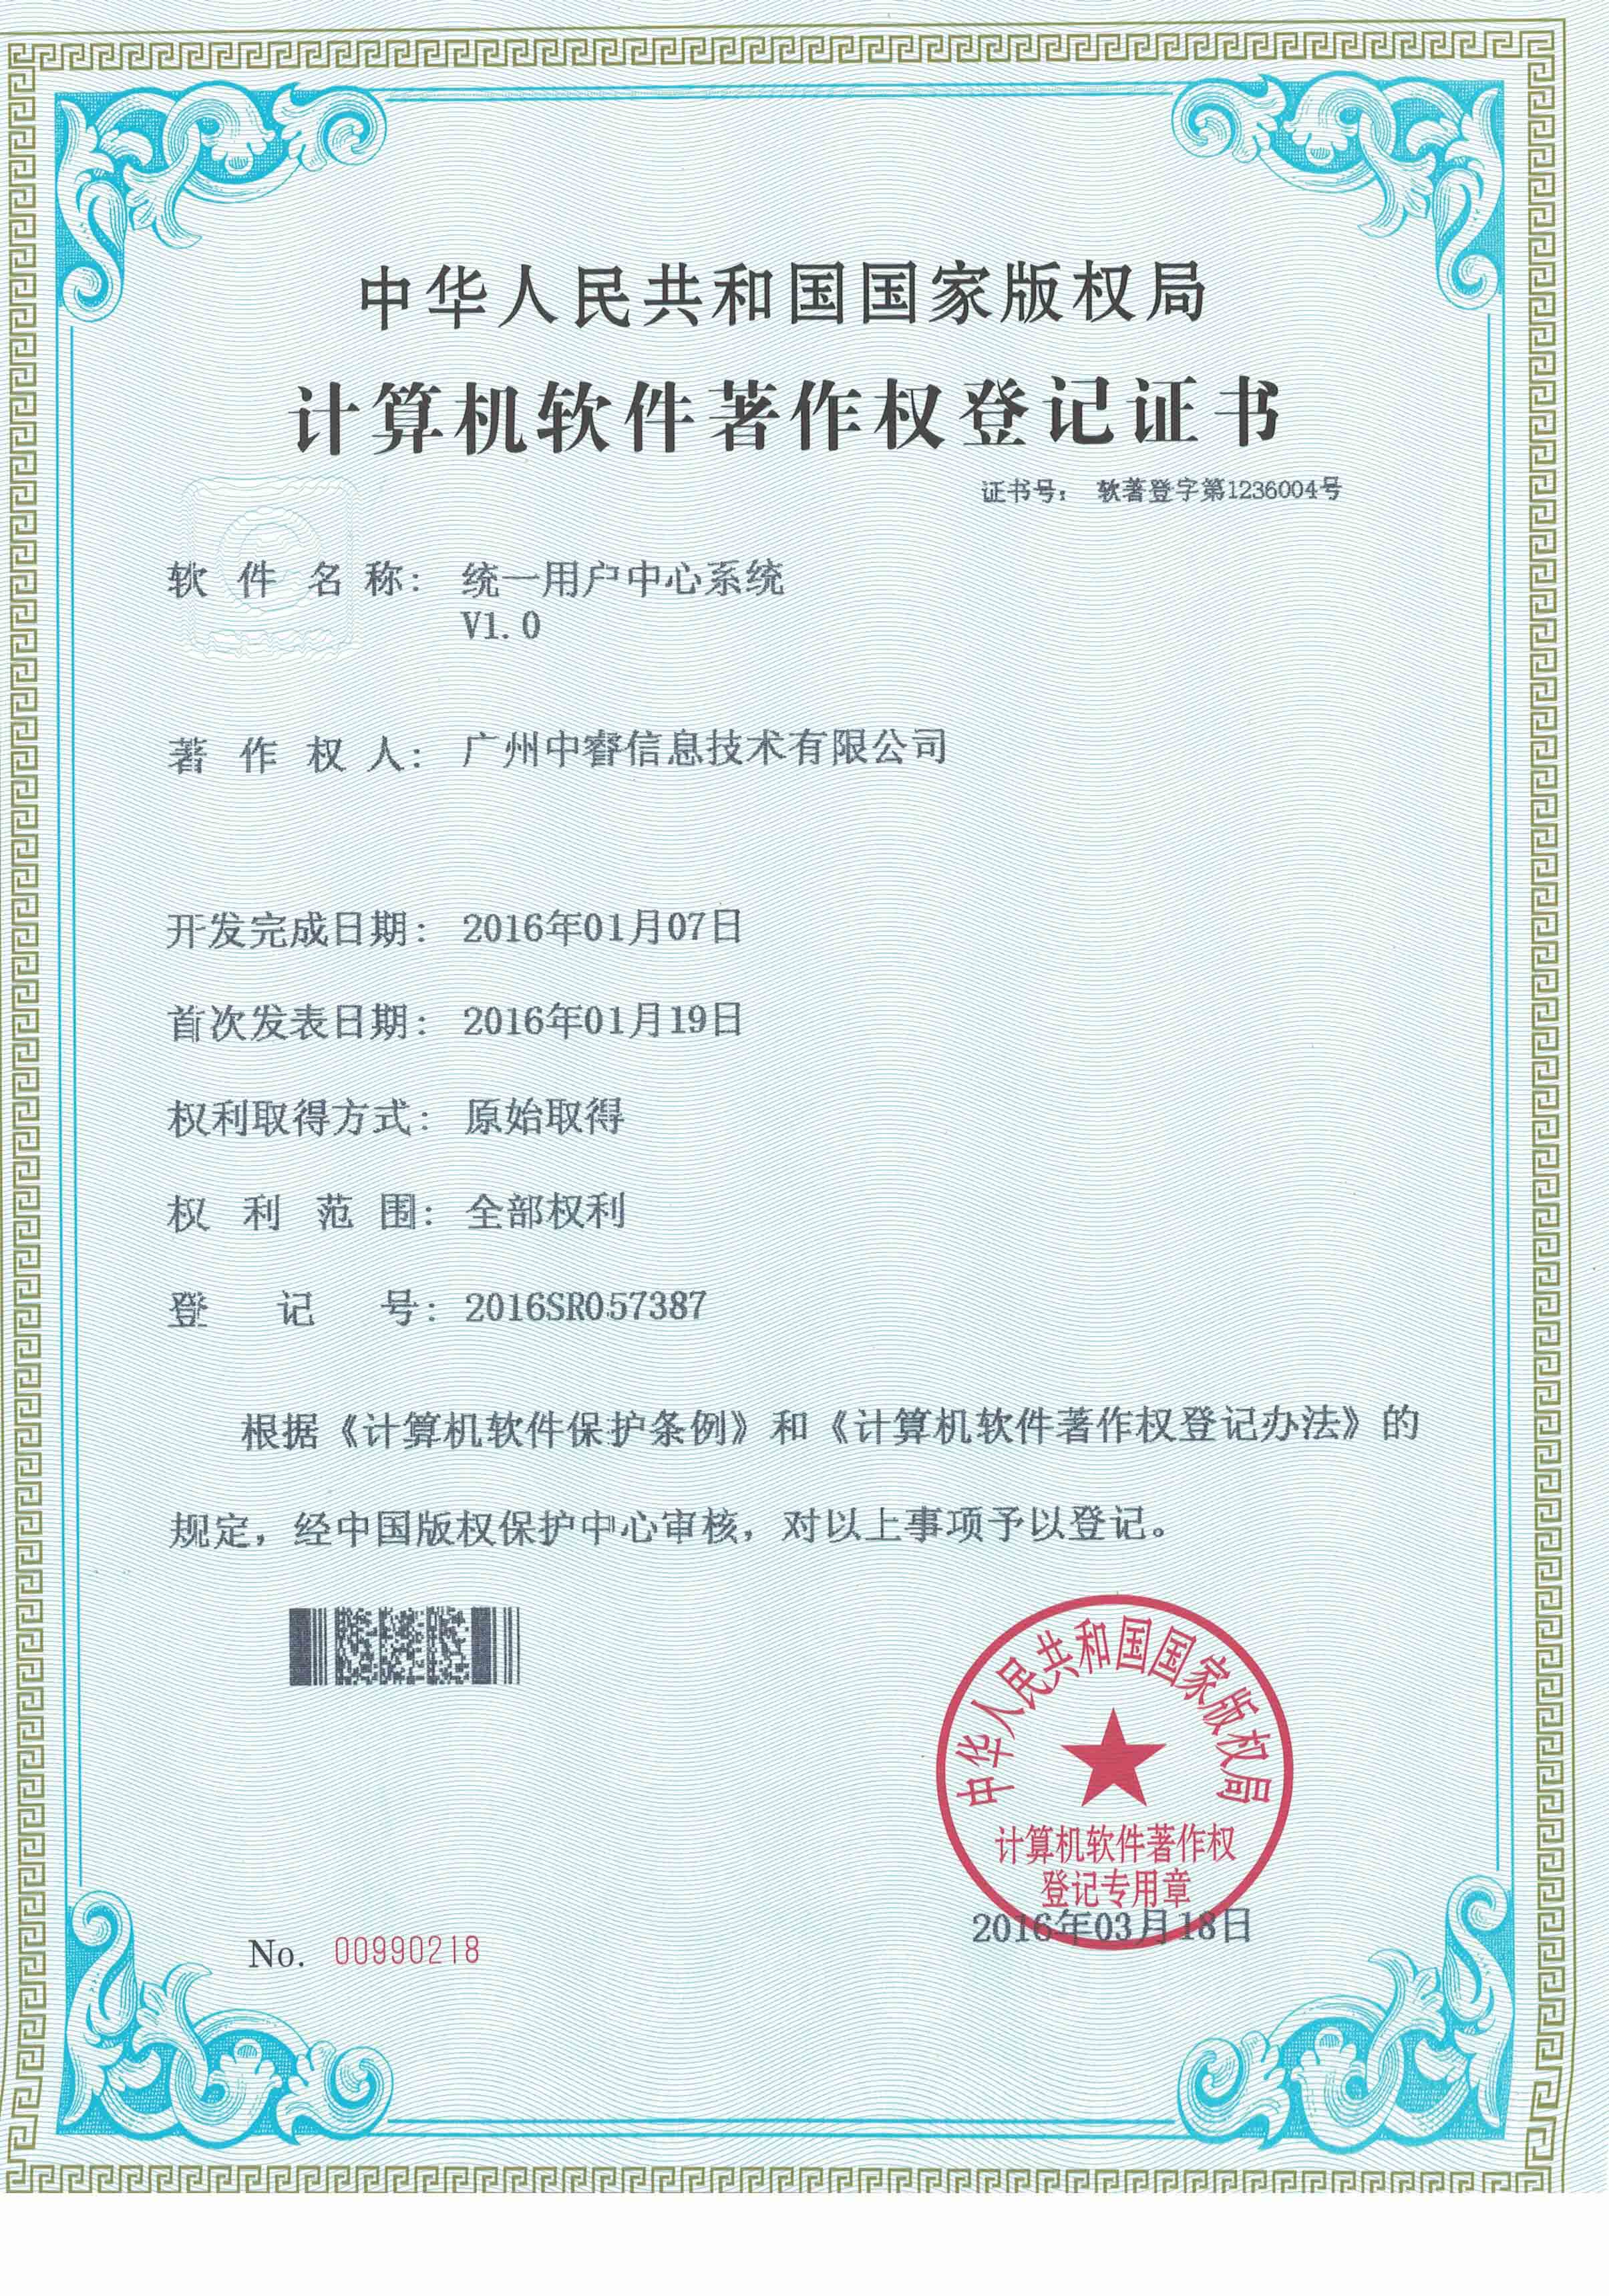 中华人民共和国国家版权局
计算机软件著作权登记证书
证书号： 软著登字第1236004号
软件名称： 统一用户中心系统
V1.0
著作权人： 广州中睿信息技术有限公司
开发完成日期： 2016年01月07日
首次发表日期： 2016年01月19日
权利取得方式： 原始取得
权利范围： 全部权利
登记号： 2016SR057387
根据《计算机软件保护条例》和《计算机软件著作权登记办法》的
规定，经中国版权保护中心审核，对以上事项予以登记。
中华人民共和国国家版权局
计算机软件著作权
登记专用章
2016年03月18日
No. 00990218